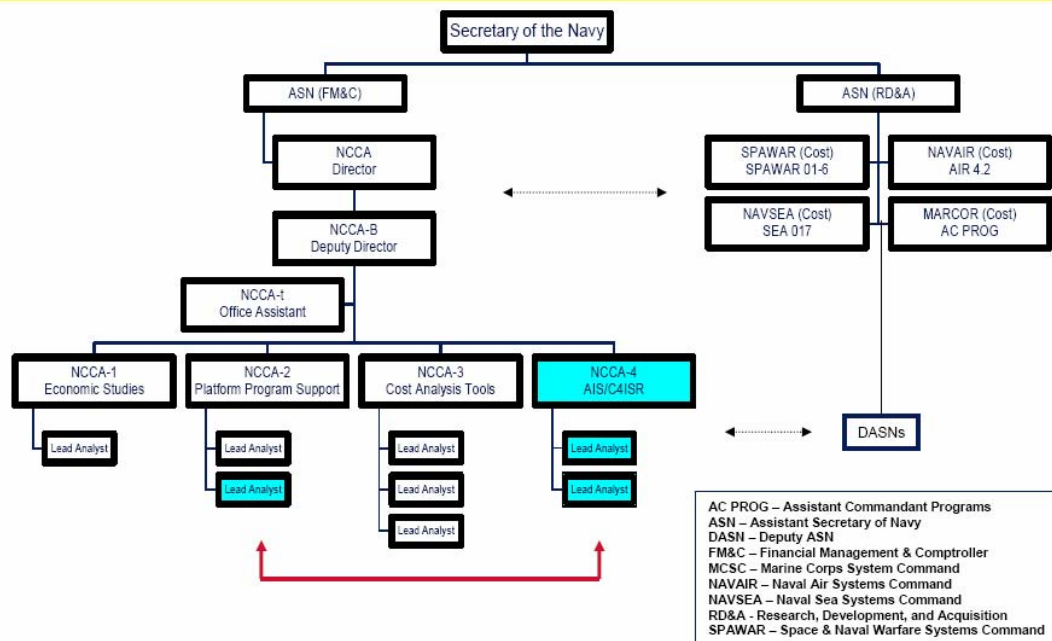 Secretary of the Navy
ASN (FM&C)
ASN (RD&A)
NCCA
Director
SPAWAR (Cost)
SPAWAR 01-6
NAVAIR (Cost)
AIR 4.2
NCCA-B
Deputy Director
NAVSEA (Cost)
SEA 017
MARCOR (Cost)
AC PROG
NCCA-t
Office Assistant
NCCA-1
Economic Studies
NCCA-2
Platform Program Support
NCCA-3
Cost Analysis Tools
NCCA-4
AIS/C4ISR
Lead Analyst
Lead Analyst
Lead Analyst
Lead Analyst
Lead Analyst
Lead Analyst
Lead Analyst
Lead Analyst
DASNs
AC PROG – Assistant Commandant Programs
ASN – Assistant Secretary of Navy
DASN – Deputy ASN
FM&C – Financial Management & Comptroller
MCSC – Marine Corps System Command
NAVAIR – Naval Air Systems Command
NAVSEA – Naval Sea Systems Command
RD&A - Research, Development, and Acquisition
SPAWAR – Space & Naval Warfare Systems Command